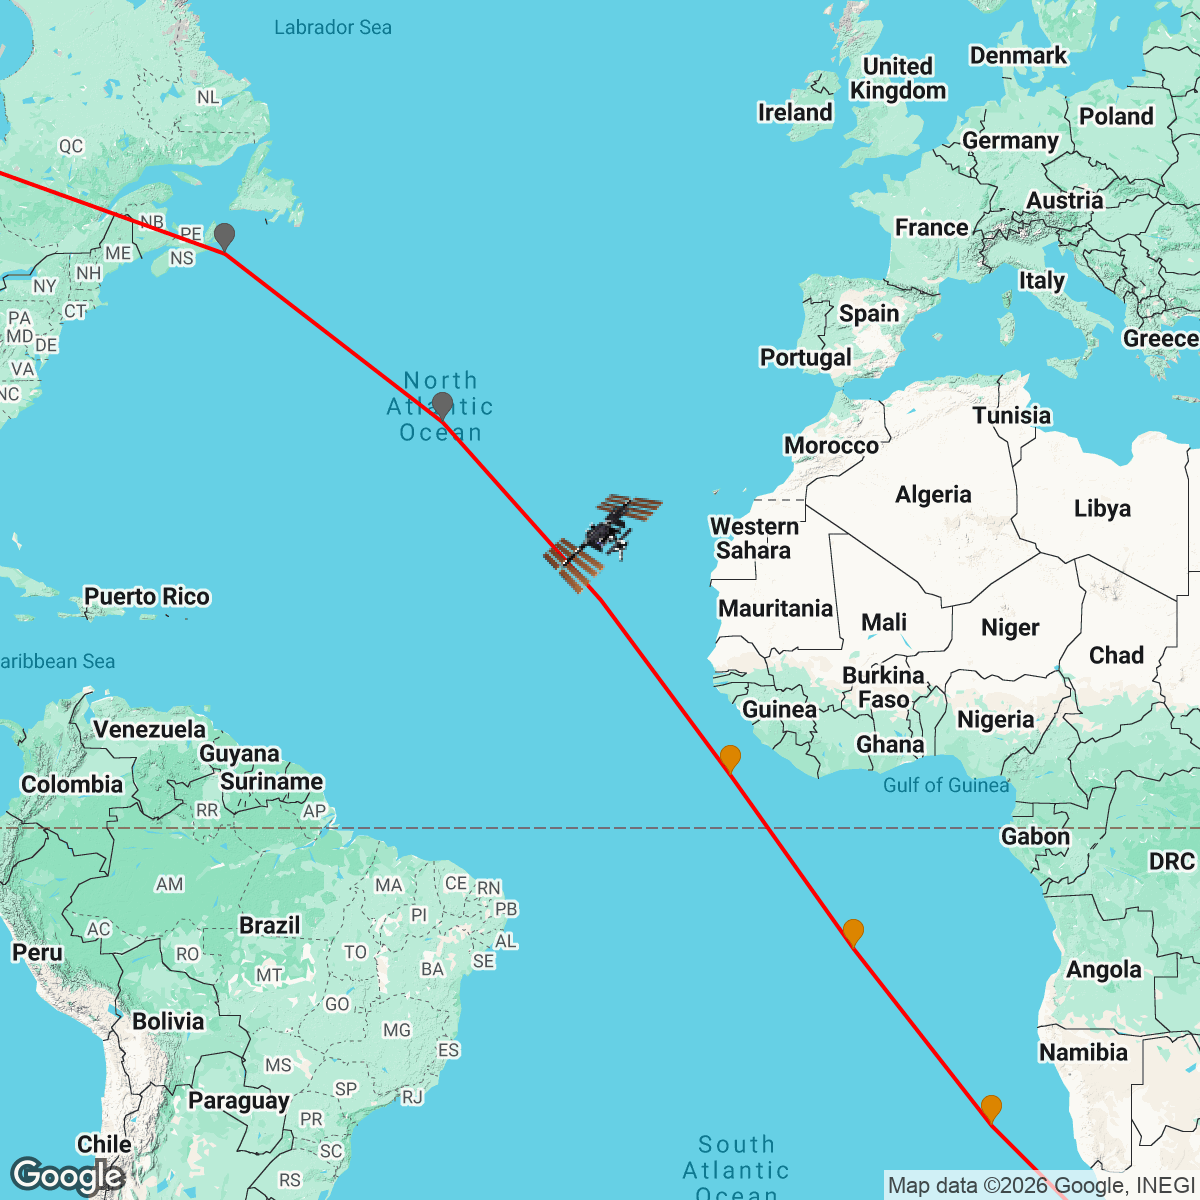 Labrador Sea
Denmark
United
Kingdom
NL
Ireland
Poland
Germany
QC
Austria
NB
PE
France
ME
NS
NH
Italy
NY
CT
Spain
PA
MD
DE
Greece
Portugal
VA
North
Atlantic
Ocean
NC
Tunisia
Morocco
Algeria
Libya
Western
Sahara
Puerto Rico
Mauritania
Mali
Niger
aribbean Sea
Chad
Burkina
Faso
Guinea
Nigeria
Venezuela
Ghana
Guyana
Suriname
Colombia
Gulf of Guinea
RR
AP
Gabon
DRC
AM
MA
CE
RN
PI
PB
Brazil
AC
AL
Peru
RO
TO
SE
MT
BA
Angola
GO
Bolivia
MG
ES
Namibia
MS
SP
Paraguay
RJ
PR
Chile
SC
South
Atlantic
Ocean
RS
Google
Map data ©2026 Google, INEGI